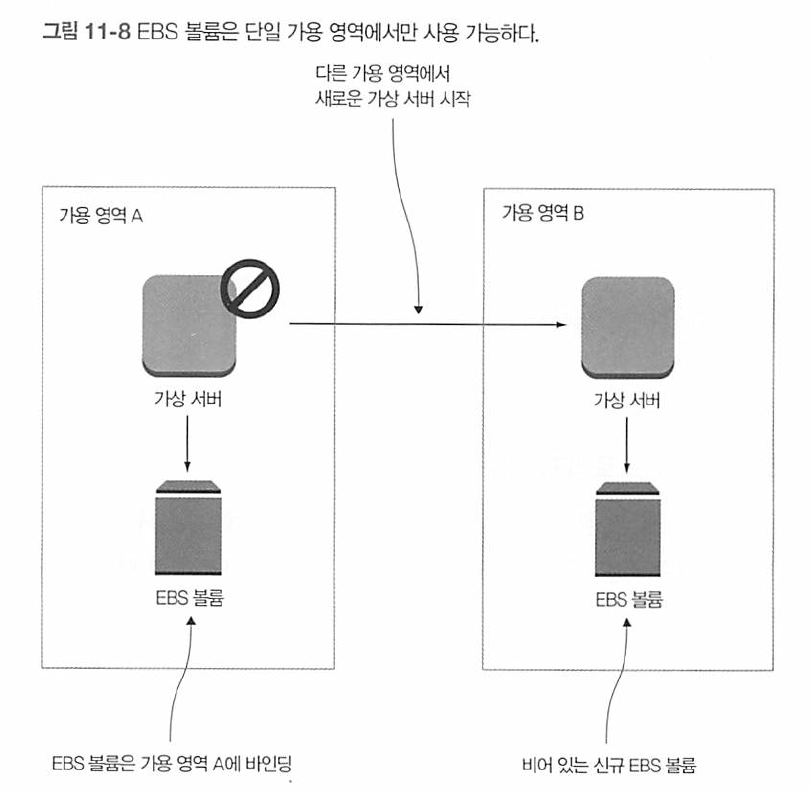 그림 11-8 EBS 볼륨은 단일 가용 영역에서만 사용 가능하다.
다른 가용 영역에서
새로운 가상 서버 시작
가용 영역 A
가용 영역 B
가상 서버
가상 서버
EBS 볼륨
EBS 볼륨
EBS 볼륨은 가용 영역 A에 바인딩
비어 있는 신규 EBS 볼륨